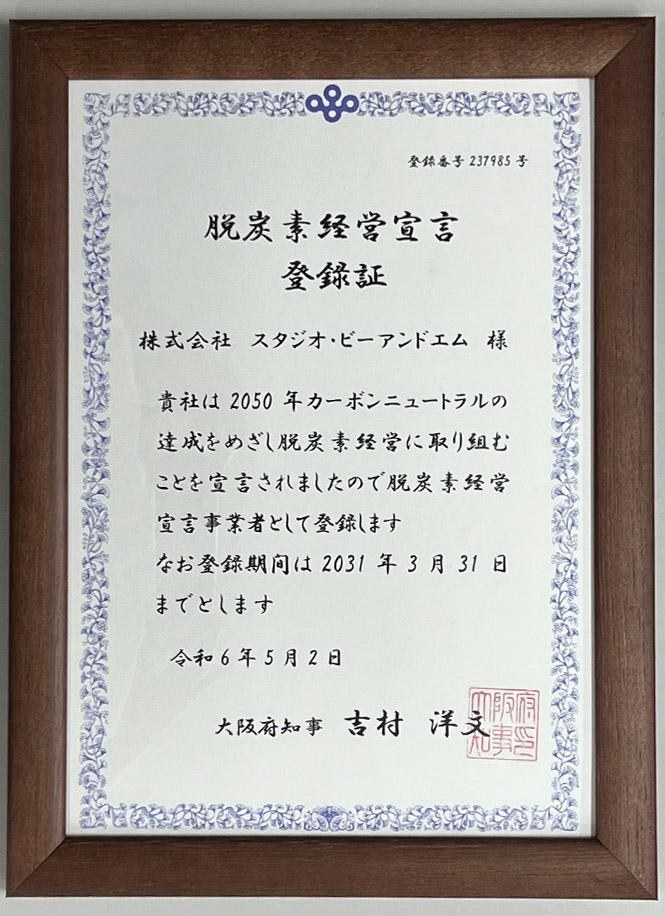 登録番号 237985 号
脱炭素経営宣言
登録証
株式会社 スタジオ・ビーアンドエム 様
貴社は 2050 年カーボンニュートラルの
達成をめざし脱炭素経営に取り組む
ことを宣言されましたので脱炭素経営
宣言事業者として登録します
なお登録期間は 2031 年 3 月 31 日
までとします
令和 6 年 5 月 2 日
大阪府知事 吉村 洋文